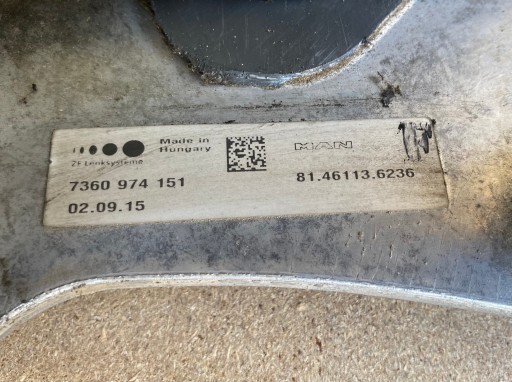 Made in
Hungary
ZF Lenksysteme
MAN
7360 974 151
81.46113.6236
02.09.15